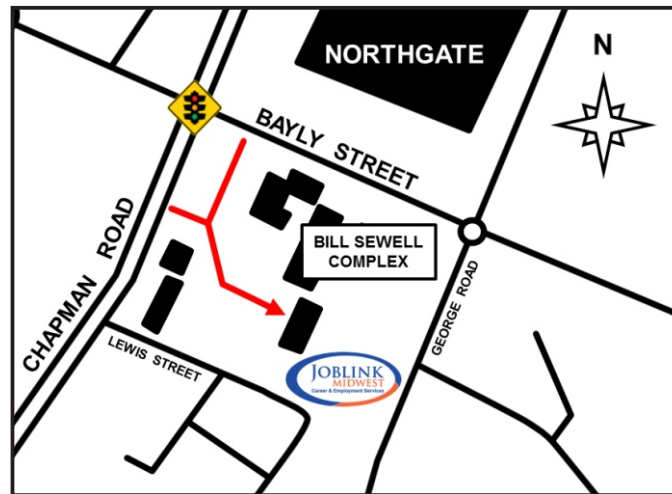 NORTHGATE
N
BAYLY STREET
CHAPMAN ROAD
BILL SEWELL
COMPLEX
GEORGE ROAD
LEWIS STREET
JOBLINK
MIDWEST
Career & Employment Services